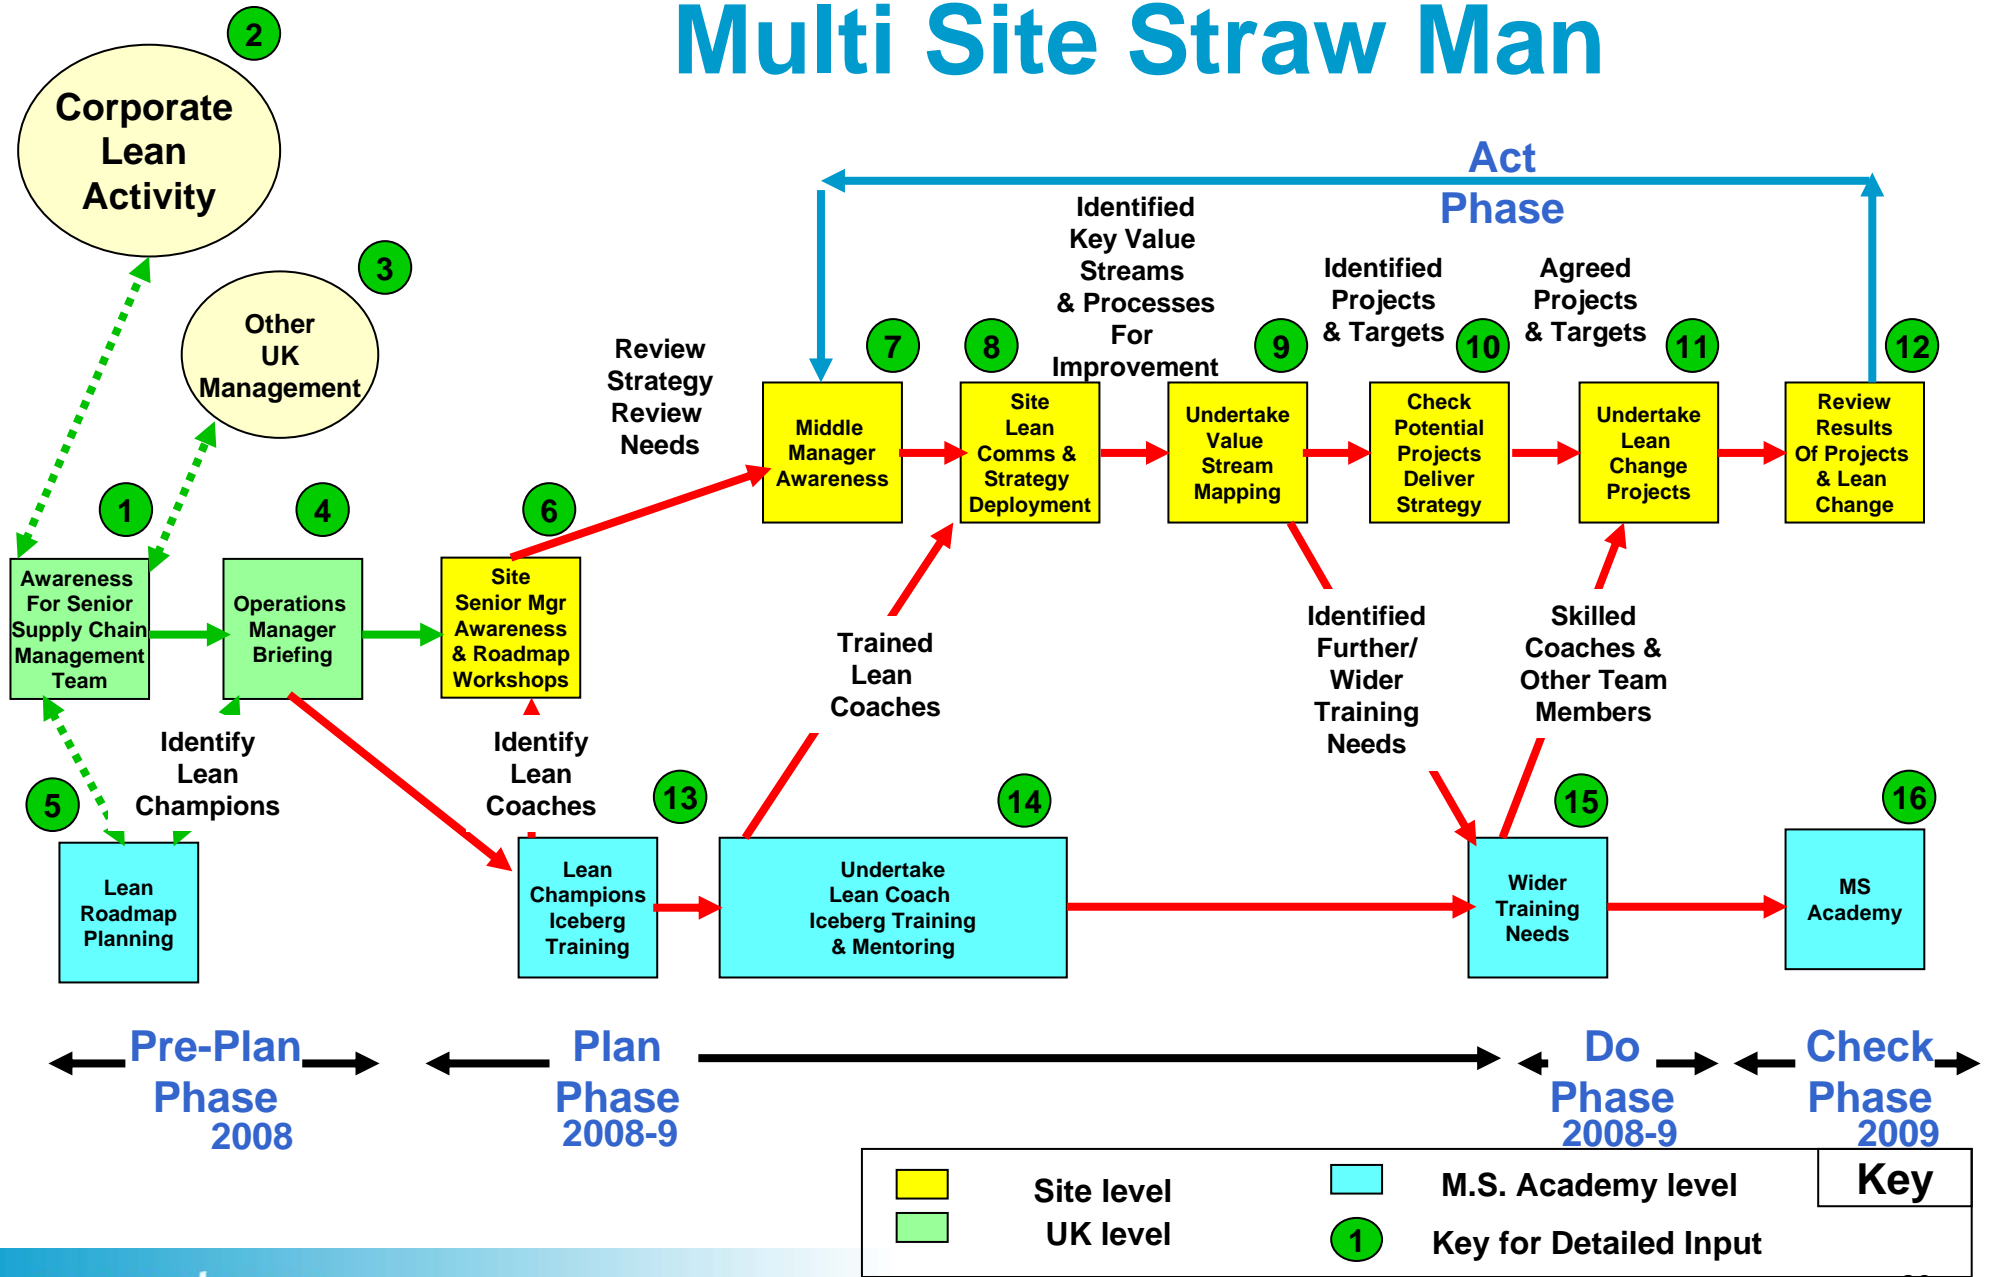 Multi Site Straw Man
2
Corporate
Lean
Activity
3
Other
UK
Management
Act
Phase
Identified
Key Value
Streams
& Processes
For
Improvement
Identified
Projects
& Targets
Agreed
Projects
& Targets
Review
Strategy
Review
Needs
7
8
9
10
11
12
Middle
Manager
Awareness
Site
Lean
Comms &
Strategy
Deployment
Undertake
Value
Stream
Mapping
Check
Potential
Projects
Deliver
Strategy
Undertake
Lean
Change
Projects
Review
Results
Of Projects
& Lean
Change
1
4
6
Awareness
For Senior
Supply Chain
Management
Team
Operations
Manager
Briefing
Site
Senior Mgr
Awareness
& Roadmap
Workshops
Trained
Lean
Coaches
Identified
Further/
Wider
Training
Needs
Skilled
Coaches &
Other Team
Members
Identify
Lean
Champions
Identify
Lean
Coaches
5
13
14
15
16
Lean
Roadmap
Planning
Lean
Champions
Iceberg
Training
Undertake
Lean Coach
Iceberg Training
& Mentoring
Wider
Training
Needs
MS
Academy
Pre-Plan
Phase
2008
Plan
Phase
2008-9
Do
Phase
2008-9
Check
Phase
2009
Key
Site level
M.S. Academy level
UK level
1
Key for Detailed Input